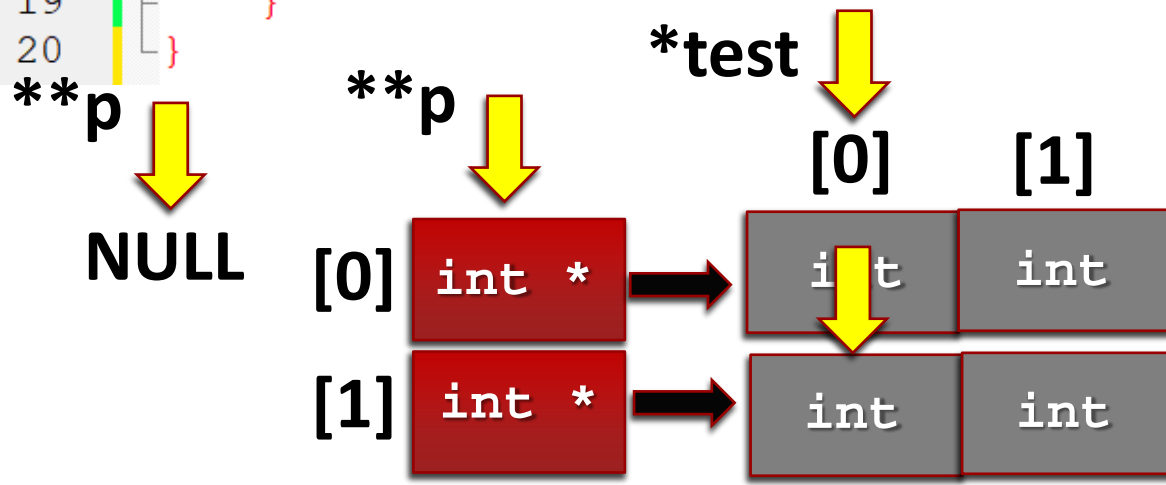 19 }
20 }
**p **p *test
[0] [1]
NULL
[0] int * int int
[1] int * int int